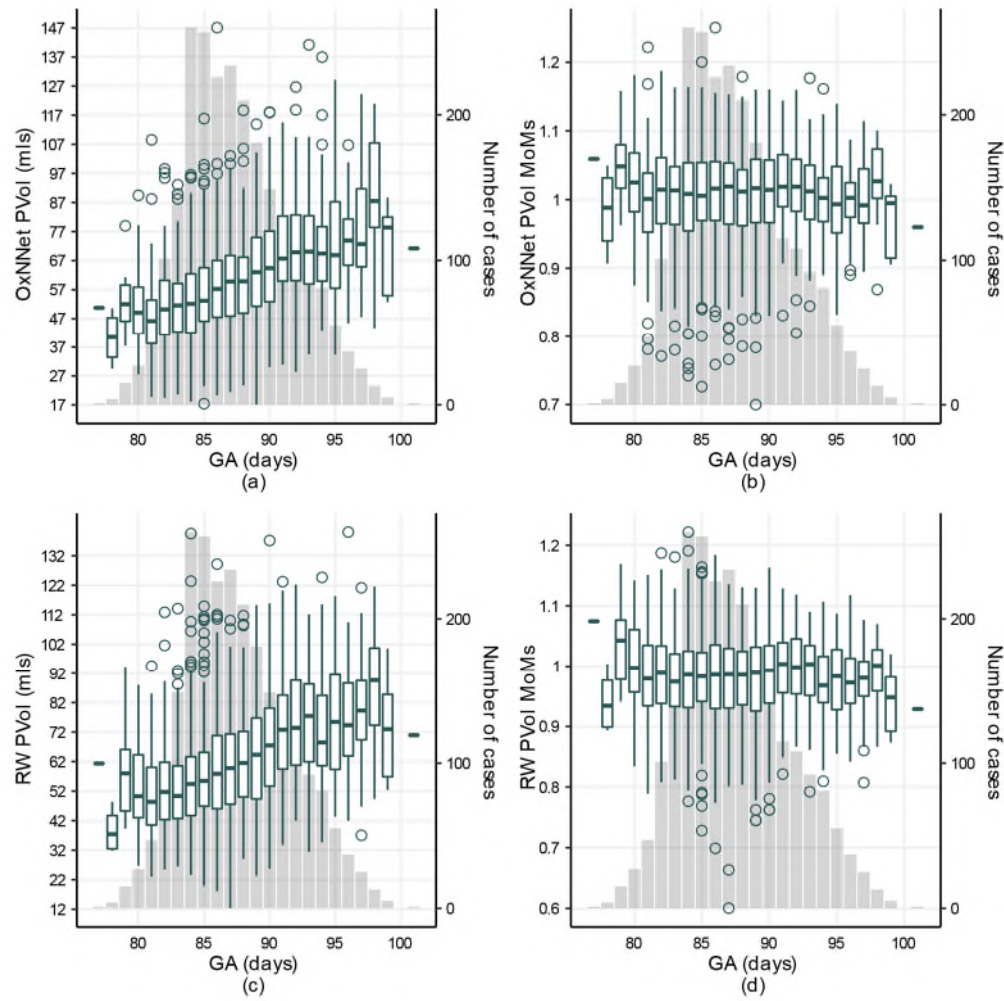 147
137
127
117
107
97
87
77
67
57
47
37
27
17
OxNNet PVol (mls)
200
100
0
Number of cases
80 85 90 95 100
GA (days)
(a)
1.2
1.1
1
0.9
0.8
0.7
OxNNet PVol MoMs
200
100
0
Number of cases
80 85 90 95 100
GA (days)
(b)
132
122
112
102
92
82
72
62
52
42
32
22
12
RW PVol (mls)
200
100
0
Number of cases
80 85 90 95 100
GA (days)
(c)
1.2
1.1
1
0.9
0.8
0.7
0.6
RW PVol MoMs
200
100
0
Number of cases
80 85 90 95 100
GA (days)
(d)